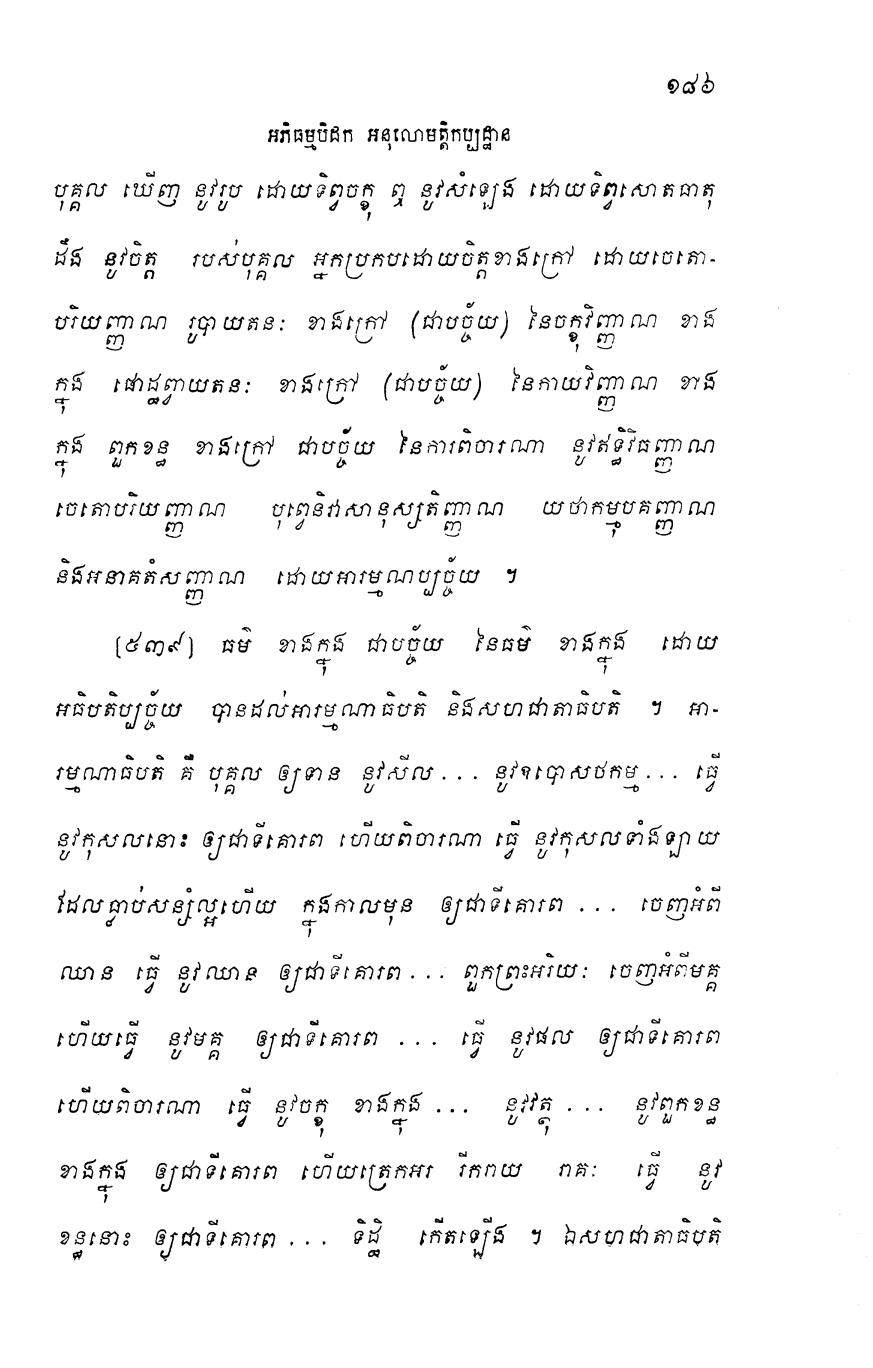 ១៨៦
អភិធម្មបិដក អនុលោមត្តិកប្បដ្ឋាន
បុគ្គល ឃើញ នូវរូប ដោយទិព្វចក្ខុ ឮ នូវសំឡេង ដោយទិព្វសោតធាតុ
ដឹង នូវចិត្ត របស់បុគ្គល អ្នកប្រកបដោយចិត្តខាងក្រៅ ដោយចេតោ-
បរិយញ្ញាណ រូបាយតនៈ ខាងក្រៅ (ជាបច្ច័យ) នៃចក្ខុវិញ្ញាណ ខាង
ក្នុង ផោដ្ឋព្វាយតនៈ ខាងក្រៅ (ជាបច្ច័យ) នៃកាយវិញ្ញាណ ខាង
ក្នុង ពួកខន្ធ ខាងក្រៅ ជាបច្ច័យ នៃការពិចារណា នូវឥទ្ធិវិធញ្ញាណ
ចេតោបរិយញ្ញាណ បុព្វេនិវាសានុស្សតិញ្ញាណ យថាកម្មុបគញ្ញាណ
និងអនាគតំសញ្ញាណ ដោយអារម្មណប្បច្ច័យ ។
[៥៣៩] ធម៌ ខាងក្នុង ជាបច្ច័យ នៃធម៌ ខាងក្នុង ដោយ
អធិបតិប្បច្ច័យ បានដល់អារម្មណាធិបតិ និងសហជាតាធិបតិ ។ អា-
រម្មណាធិបតិ គឺ បុគ្គល ឲ្យទាន នូវសីល ... នូវឧបោសថកម្ម ... ធ្វើ
នូវកុសលនោះ ឲ្យជាទីគោរព ហើយពិចារណា ធ្វើ នូវកុសលទាំងឡាយ
ដែលធ្លាប់សន្សំល្អហើយ ក្នុងកាលមុន ឲ្យជាទីគោរព ... ចេញអំពី
ឈាន ធ្វើ នូវឈាន ឲ្យជាទីគោរព ... ពួកព្រះអរិយៈ ចេញអំពីមគ្គ
ហើយធ្វើ នូវមគ្គ ឲ្យជាទីគោរព ... ធ្វើ នូវផល ឲ្យជាទីគោរព
ហើយពិចារណា ធ្វើ នូវចក្ខុ ខាងក្នុង ... នូវវត្ថុ ... នូវពួកខន្ធ
ខាងក្នុង ឲ្យជាទីគោរព ហើយត្រេកអរ រីករាយ រាគៈ ធ្វើ នូវ
ខន្ធនោះ ឲ្យជាទីគោរព ... ទិដ្ឋិ កើតឡើង ។ ឯសហជាតាធិបតិ